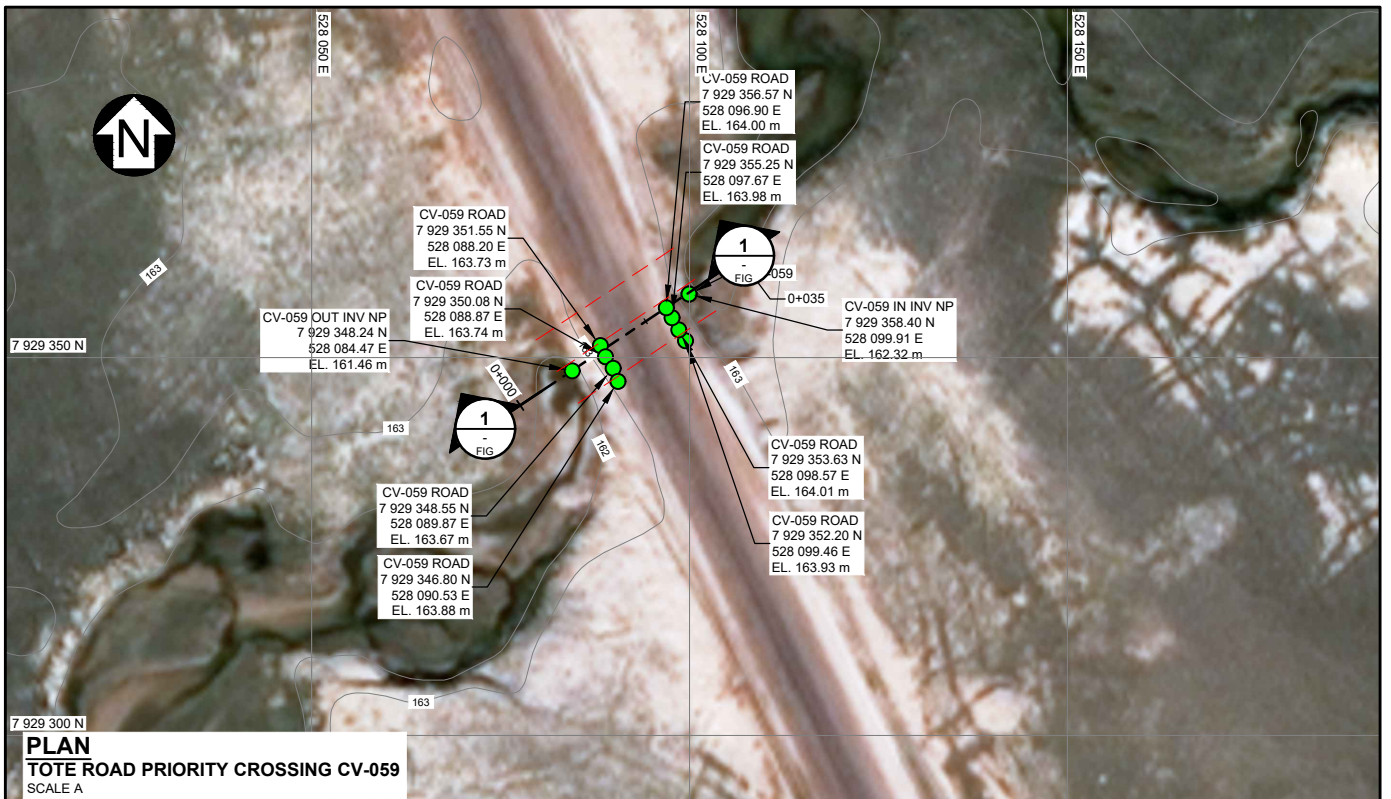 528 050 E
528 100 E
528 150 E
N
CV-059 ROAD
7 929 356.57 N
528 096.90 E
EL. 164.00 m
CV-059 ROAD
7 929 355.25 N
528 097.67 E
EL. 163.98 m
CV-059 ROAD
7 929 351.55 N
528 088.20 E
EL. 163.73 m
CV-059 ROAD
7 929 350.08 N
528 088.87 E
EL. 163.74 m
CV-059 OUT INV NP
7 929 348.24 N
528 084.47 E
EL. 161.46 m
1
-
FIG
-059
0+035
CV-059 IN INV NP
7 929 358.40 N
528 099.91 E
EL. 162.32 m
163
7 929 350 N
0+000
163
1
-
FIG
163
162
CV-059 ROAD
7 929 353.63 N
528 098.57 E
EL. 164.01 m
CV-059 ROAD
7 929 348.55 N
528 089.87 E
EL. 163.67 m
CV-059 ROAD
7 929 352.20 N
528 099.46 E
EL. 163.93 m
CV-059 ROAD
7 929 346.80 N
528 090.53 E
EL. 163.88 m
163
7 929 300 N
PLAN
TOTE ROAD PRIORITY CROSSING CV-059
SCALE A